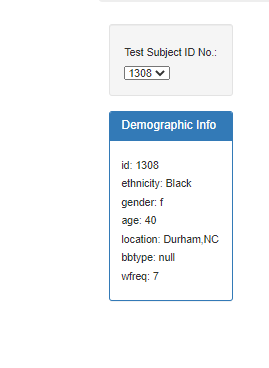 Test Subject ID No.:
1308
Demographic Info
id: 1308
ethnicity: Black
gender: f
age: 40
location: Durham,NC
bbtype: null
wfreq: 7